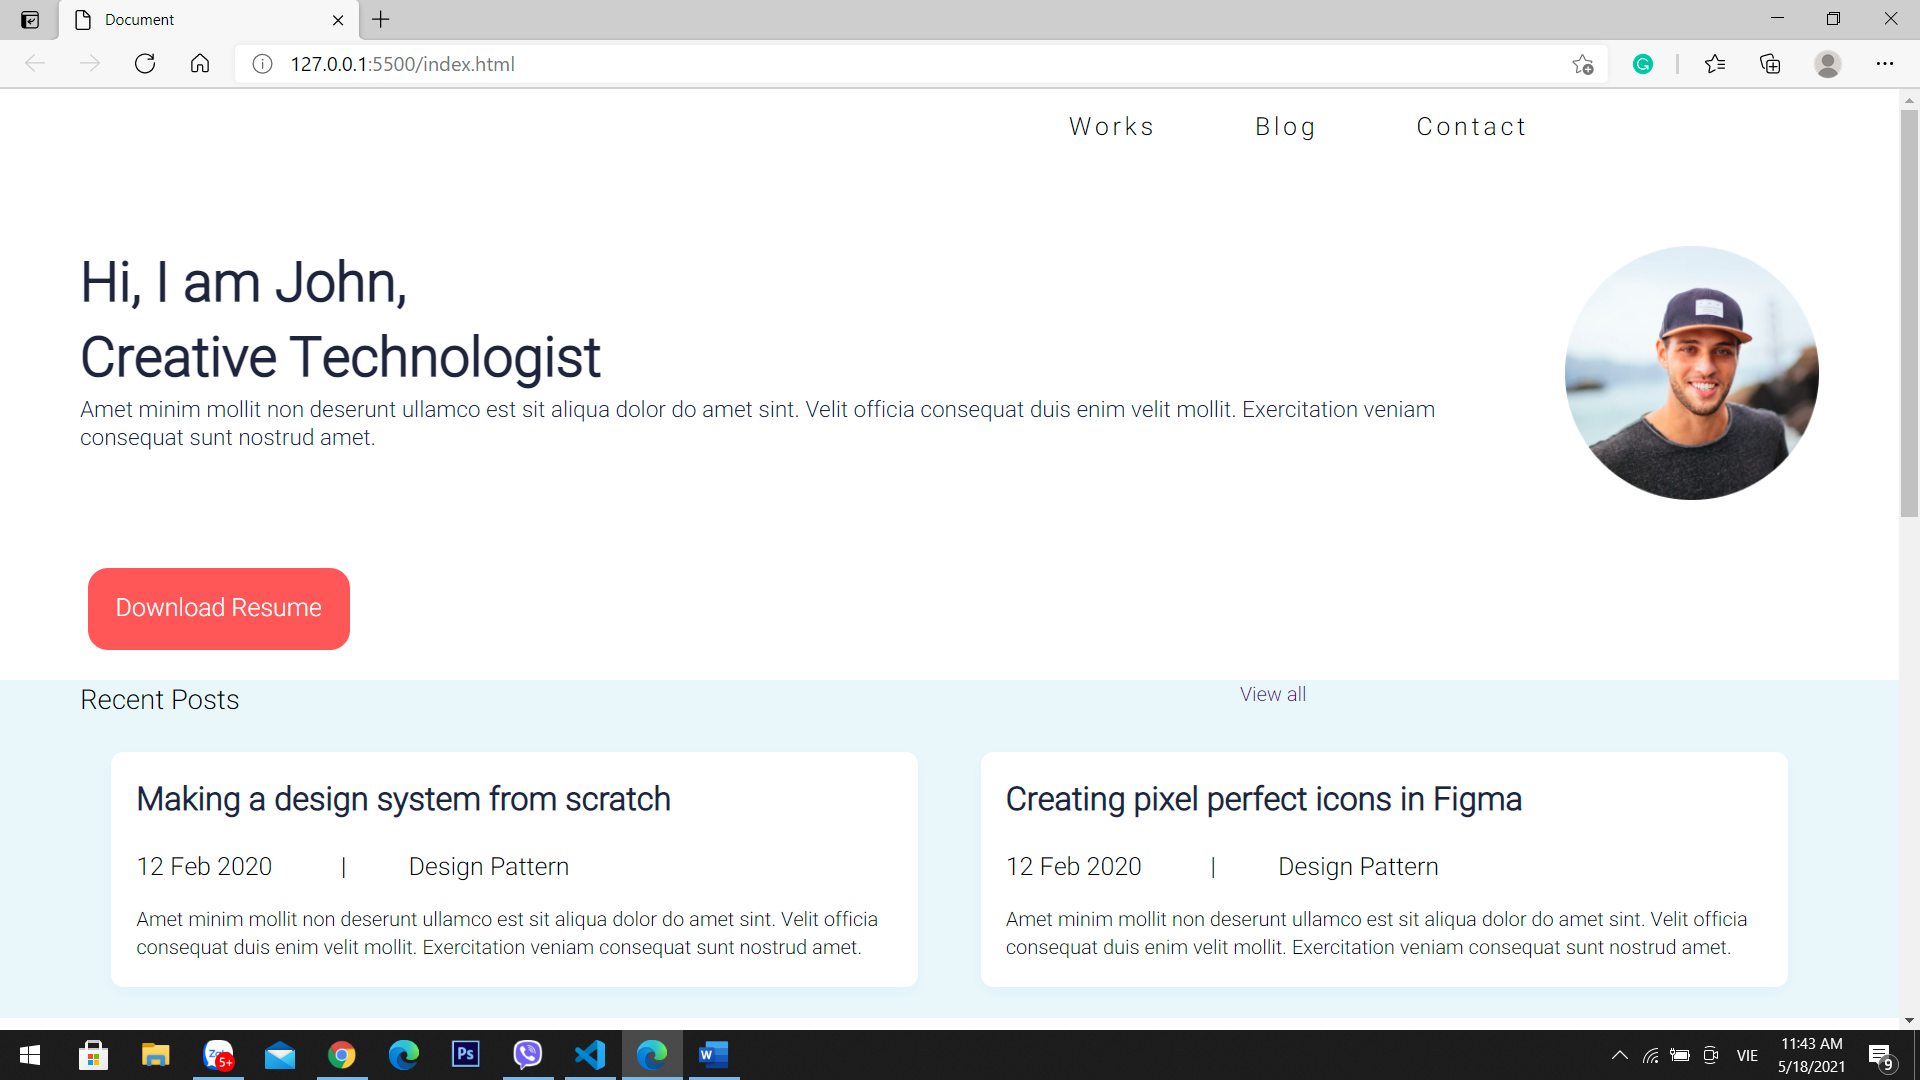 Document
127.0.0.1:5500/index.html
Works Blog Contact
Hi, I am John,
Creative Technologist
Amet minim mollit non deserunt ullamco est sit aliqua dolor do amet sint. Velit officia consequat duis enim velit mollit. Exercitation veniam
consequat sunt nostrud amet.
Download Resume
Recent Posts View all
Making a design system from scratch
12 Feb 2020 | Design Pattern
Amet minim mollit non deserunt ullamco est sit aliqua dolor do amet sint. Velit officia
consequat duis enim velit mollit. Exercitation veniam consequat sunt nostrud amet.
Creating pixel perfect icons in Figma
12 Feb 2020 | Design Pattern
Amet minim mollit non deserunt ullamco est sit aliqua dolor do amet sint. Velit officia
consequat duis enim velit mollit. Exercitation veniam consequat sunt nostrud amet.
5+
Ps
W
VIE
11:43 AM
5/18/2021
9